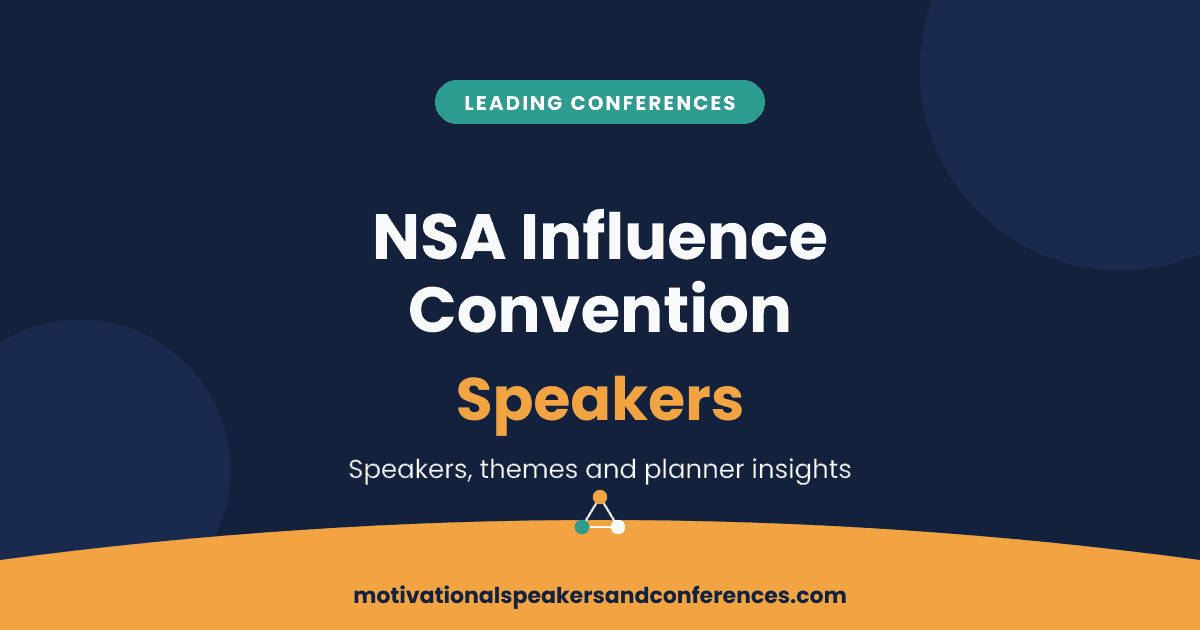 LEADING CONFERENCES
NSA Influence
Convention
Speakers
Speakers, themes and planner insights
motivationalspeakersandconferences.com